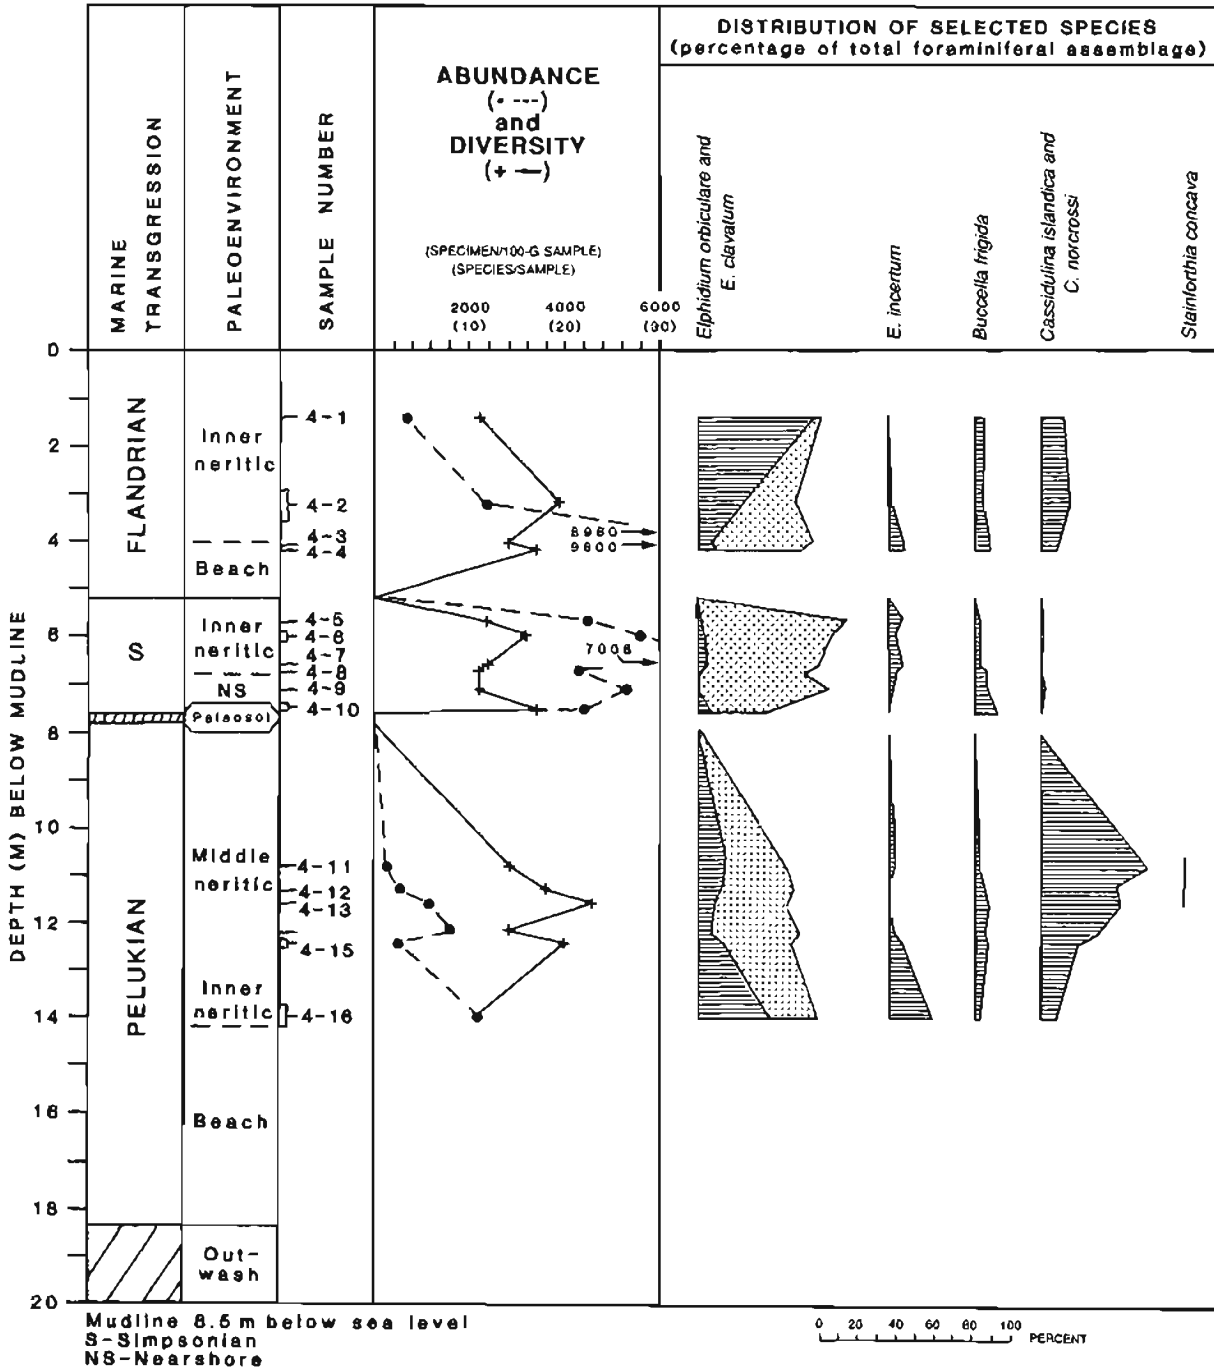 DISTRIBUTION OF SELECTED SPECIES
(percentage of total foraminiferal assemblage)
MARINE
TRANSGRESSION
PALEOENVIRONMENT
SAMPLE NUMBER
ABUNDANCE
(• ---)
and
DIVERSITY
(+ —)
(SPECIMEN/100-G SAMPLE)
(SPECIES/SAMPLE)
2000 4000 6000
(10) (20) (30)
Elphidium orbiculare and
E. clavatum
E. incertum
Buccella frigida
Cassidulina islandica and
C. norcrossi
Stainforthia concava
DEPTH (M) BELOW MUDLINE
0
2
4
6
8
10
12
14
16
18
20
FLANDRIAN
S
PELUKIAN
Inner
neritic
Beach
Inner
neritic
NS
Paleosol
Middle
neritic
Inner
neritic
Beach
Out-
wash
4-1
4-2
4-3
4-4
4-5
4-6
4-7
4-8
4-9
4-10
4-11
4-12
4-13
4-15
4-16
8980
9800
7006
Mudline 8.5 m below sea level
S-Simpsonian
NS-Nearshore
0 20 40 60 80 100
PERCENT